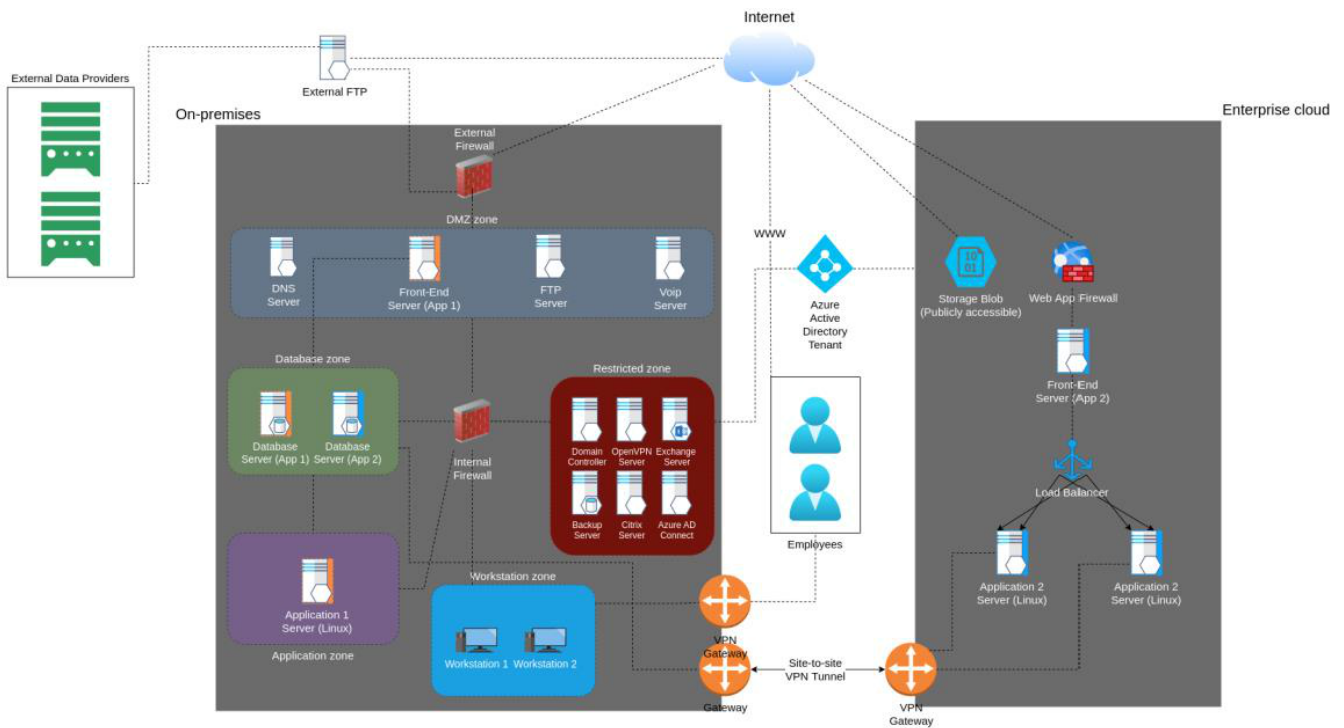 Internet
External Data Providers
External FTP
On-premises
Enterprise cloud
External
Firewall
DMZ zone
DNS
Server
Front-End
Server (App 1)
FTP
Server
Voip
Server
WWW
Azure
Active
Directory
Tenant
10
01
Storage Blob
(Publicly accessible)
Web App Firewall
Front-End
Server (App 2)
Database zone
Database
Server (App 1)
Database
Server (App 2)
Internal
Firewall
Restricted zone
Domain
Controller
OpenVPN
Server
Exchange
Server
Backup
Server
Citrix
Server
Azure AD
Connect
Employees
Load Ballancer
Application 2
Server (Linux)
Application 2
Server (Linux)
Application 1
Server (Linux)
Application zone
Workstation zone
Workstation 1
Workstation 2
VPN
Gateway
Gateway
Site-to-site
VPN Tunnel
VPN
Gateway